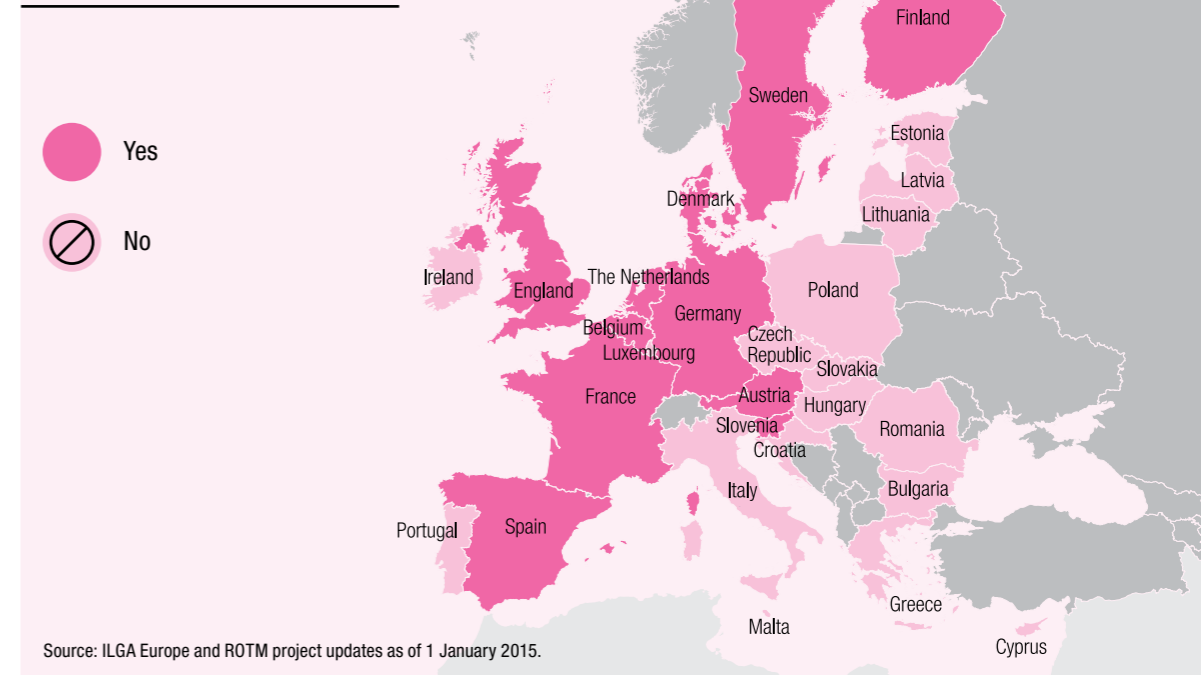 Finland
Sweden
Estonia
Yes
Latvia
Denmark
Lithuania
No
Ireland
The Netherlands
England
Poland
Germany
Belgium
Czech
Republic
Luxembourg
Slovakia
France
Austria
Hungary
Slovenia
Romania
Croatia
Italy
Bulgaria
Portugal
Spain
Greece
Malta
Cyprus
Source: ILGA Europe and ROTM project updates as of 1 January 2015.